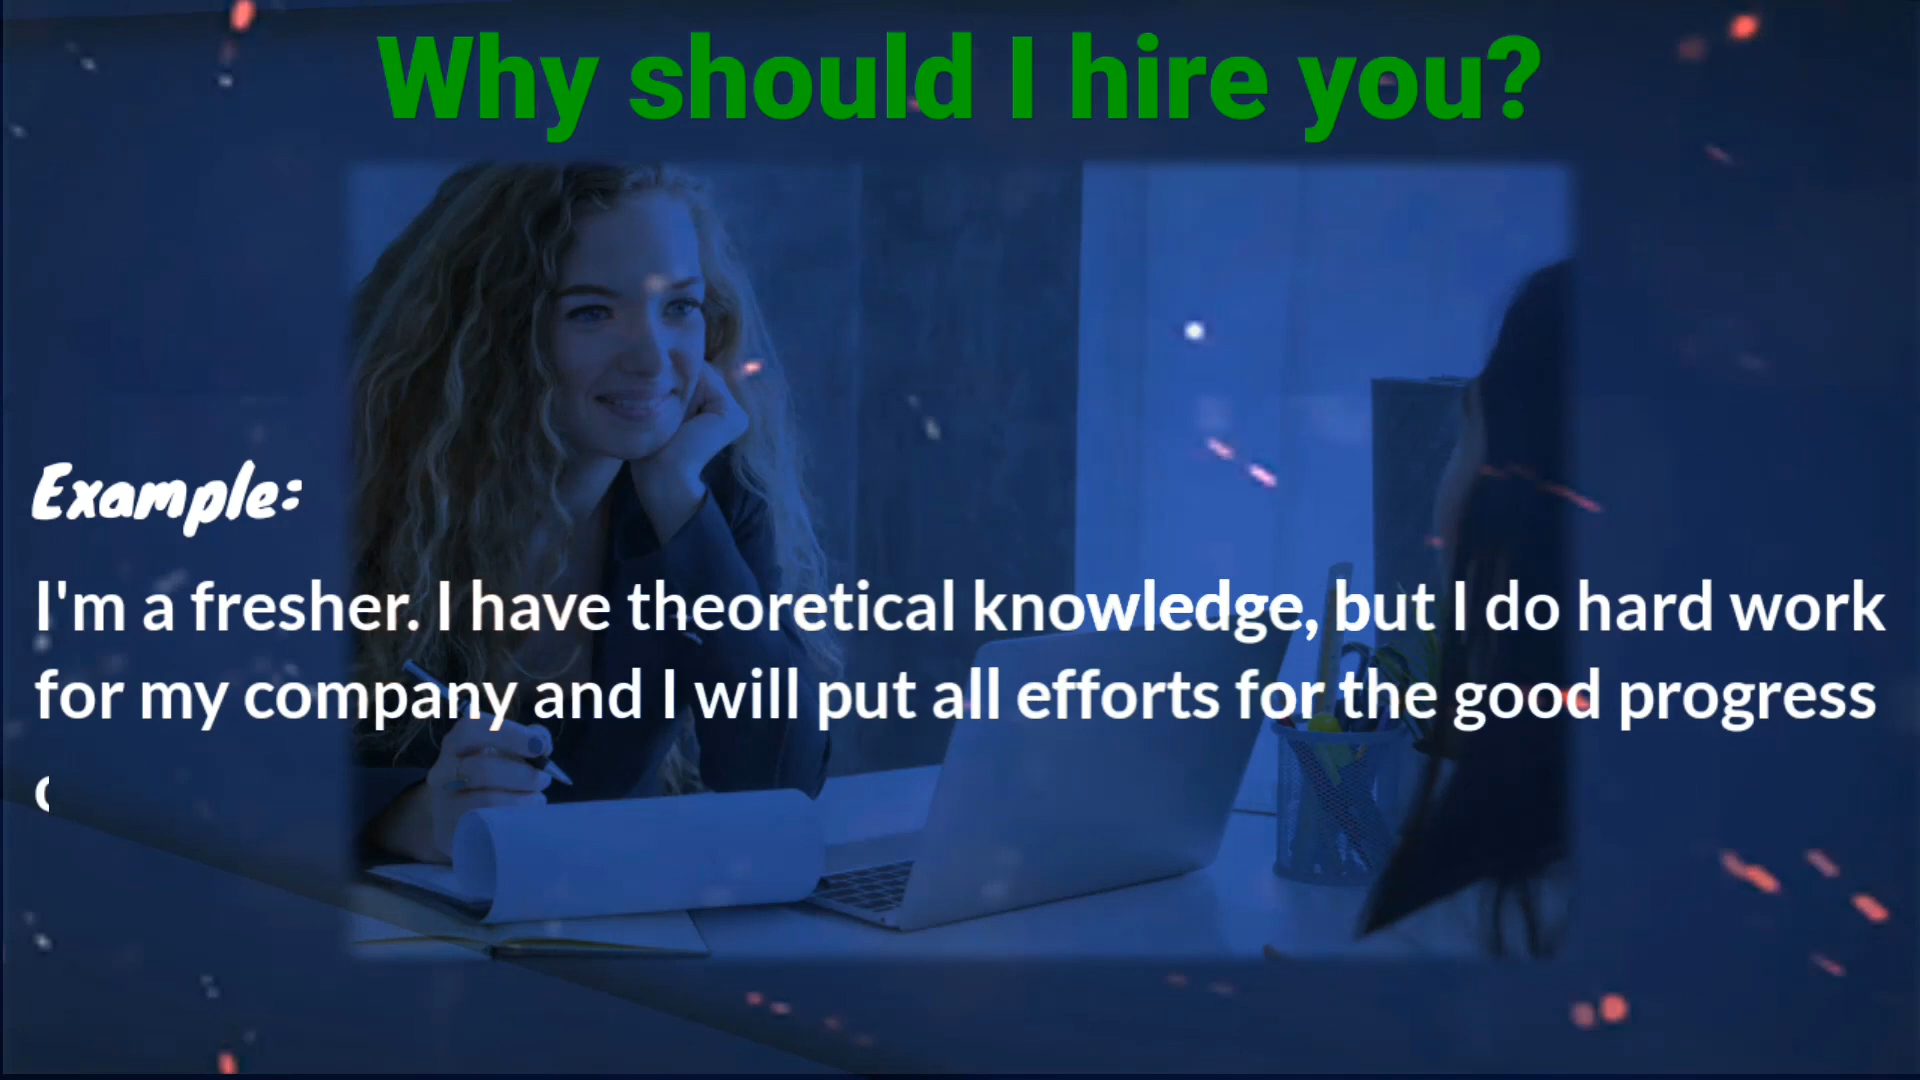 Why should I hire you?
Example:
I'm a fresher. I have theoretical knowledge, but I do hard work
for my company and I will put all efforts for the good progress